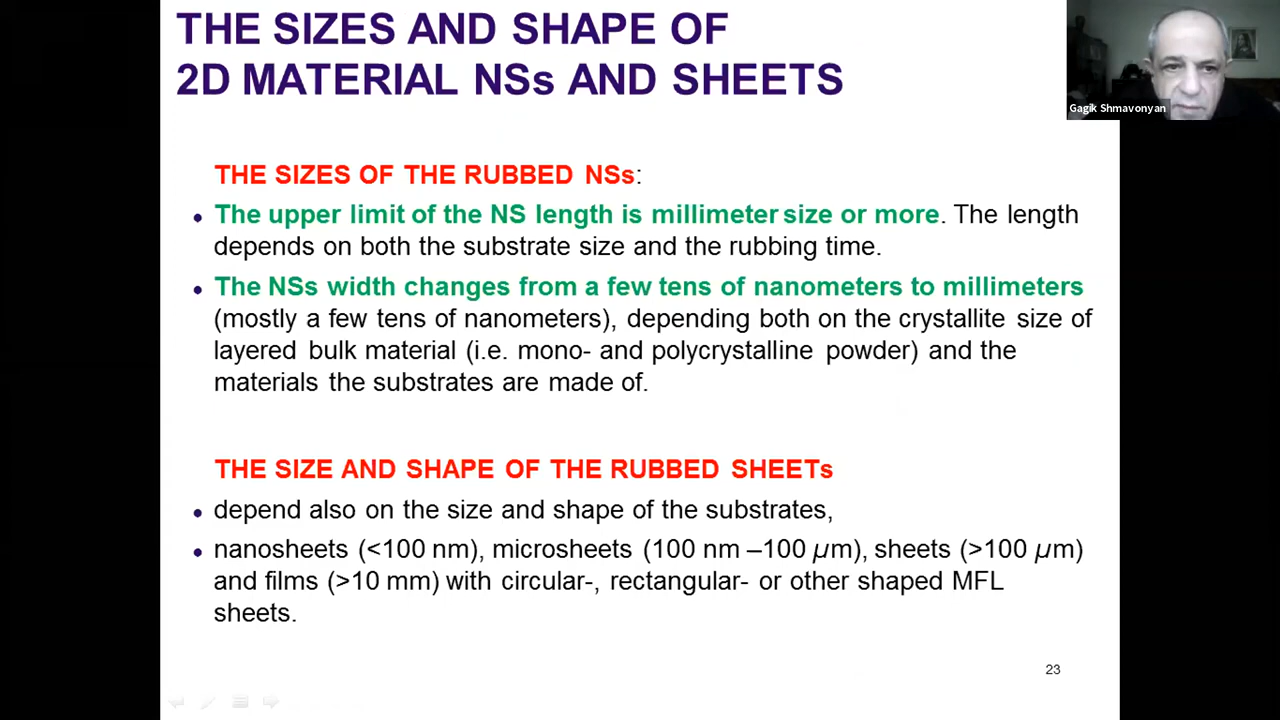 THE SIZES AND SHAPE OF
2D MATERIAL NSs AND SHEETS
Gagik Shmavonyan
THE SIZES OF THE RUBBED NSs:
• The upper limit of the NS length is millimeter size or more. The length
depends on both the substrate size and the rubbing time.
• The NSs width changes from a few tens of nanometers to millimeters
(mostly a few tens of nanometers), depending both on the crystallite size of
layered bulk material (i.e. mono- and polycrystalline powder) and the
materials the substrates are made of.
THE SIZE AND SHAPE OF THE RUBBED SHEETs
• depend also on the size and shape of the substrates,
• nanosheets (<100 nm), microsheets (100 nm –100 µm), sheets (>100 µm)
and films (>10 mm) with circular-, rectangular- or other shaped MFL
sheets.
23